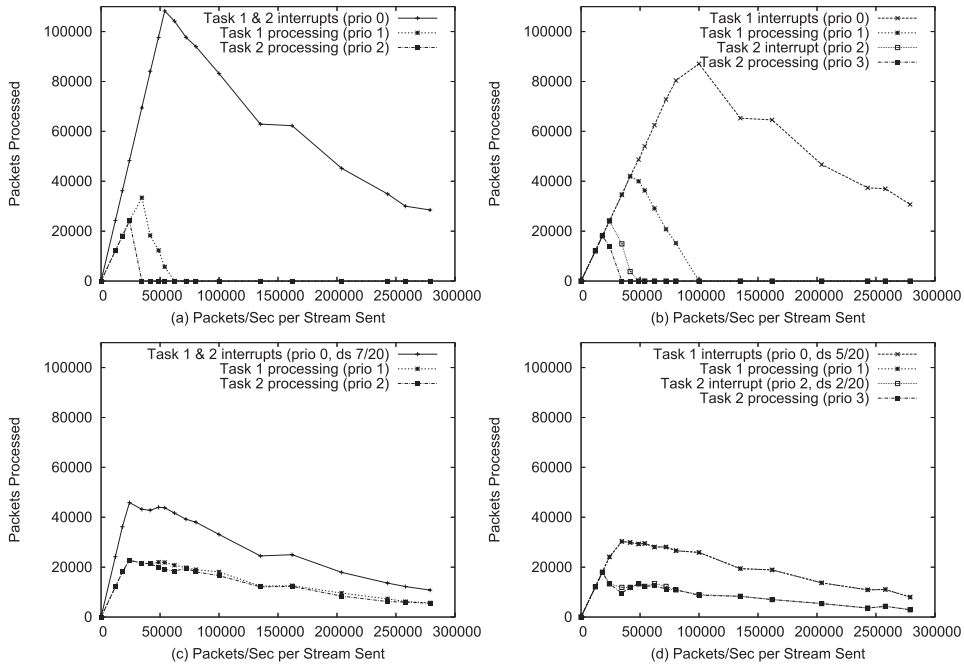 Packets Processed
110000
100000
80000
60000
40000
20000
0
0 50000 100000 150000 200000 250000 300000
Task 1 & 2 interrupts (prio 0)
Task 1 processing (prio 1)
Task 2 processing (prio 2)
(a) Packets/Sec per Stream Sent
Packets Processed
100000
80000
60000
40000
20000
0
0 50000 100000 150000 200000 250000 300000
Task 1 interrupts (prio 0)
Task 1 processing (prio 1)
Task 2 interrupt (prio 2)
Task 2 processing (prio 3)
(b) Packets/Sec per Stream Sent
Packets Processed
100000
80000
60000
40000
20000
0
0 50000 100000 150000 200000 250000 300000
Task 1 & 2 interrupts (prio 0, ds 7/20)
Task 1 processing (prio 1)
Task 2 processing (prio 2)
(c) Packets/Sec per Stream Sent
Packets Processed
100000
80000
60000
40000
20000
0
0 50000 100000 150000 200000 250000 300000
Task 1 interrupts (prio 0, ds 5/20)
Task 1 processing (prio 1)
Task 2 interrupt (prio 2, ds 2/20)
Task 2 processing (prio 3)
(d) Packets/Sec per Stream Sent